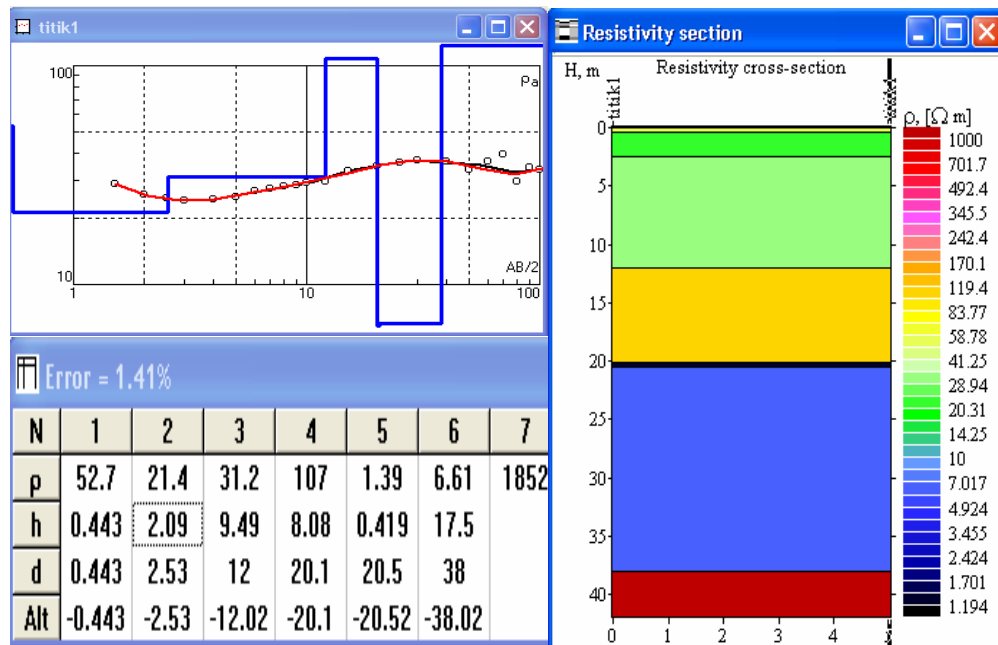 titik1
100
Pa
10
AB/2
1
10
100
Error = 1.41%
N 1 2 3 4 5 6 7
ρ 52.7 21.4 31.2 107 1.39 6.61 1852
h 0.443 2.09 9.49 8.08 0.419 17.5
d 0.443 2.53 12 20.1 20.5 38
Alt -0.443 -2.53 -12.02 -20.1 -20.52 -38.02
Resistivity section
H, m
Resistivity cross-section
titik1
ρ, [Ω m]
0
5
10
15
20
25
30
35
40
0 1 2 3 4
1000
701.7
492.4
345.5
242.4
170.1
119.4
83.77
58.78
41.25
28.94
20.31
14.25
10
7.017
4.924
3.455
2.424
1.701
1.194